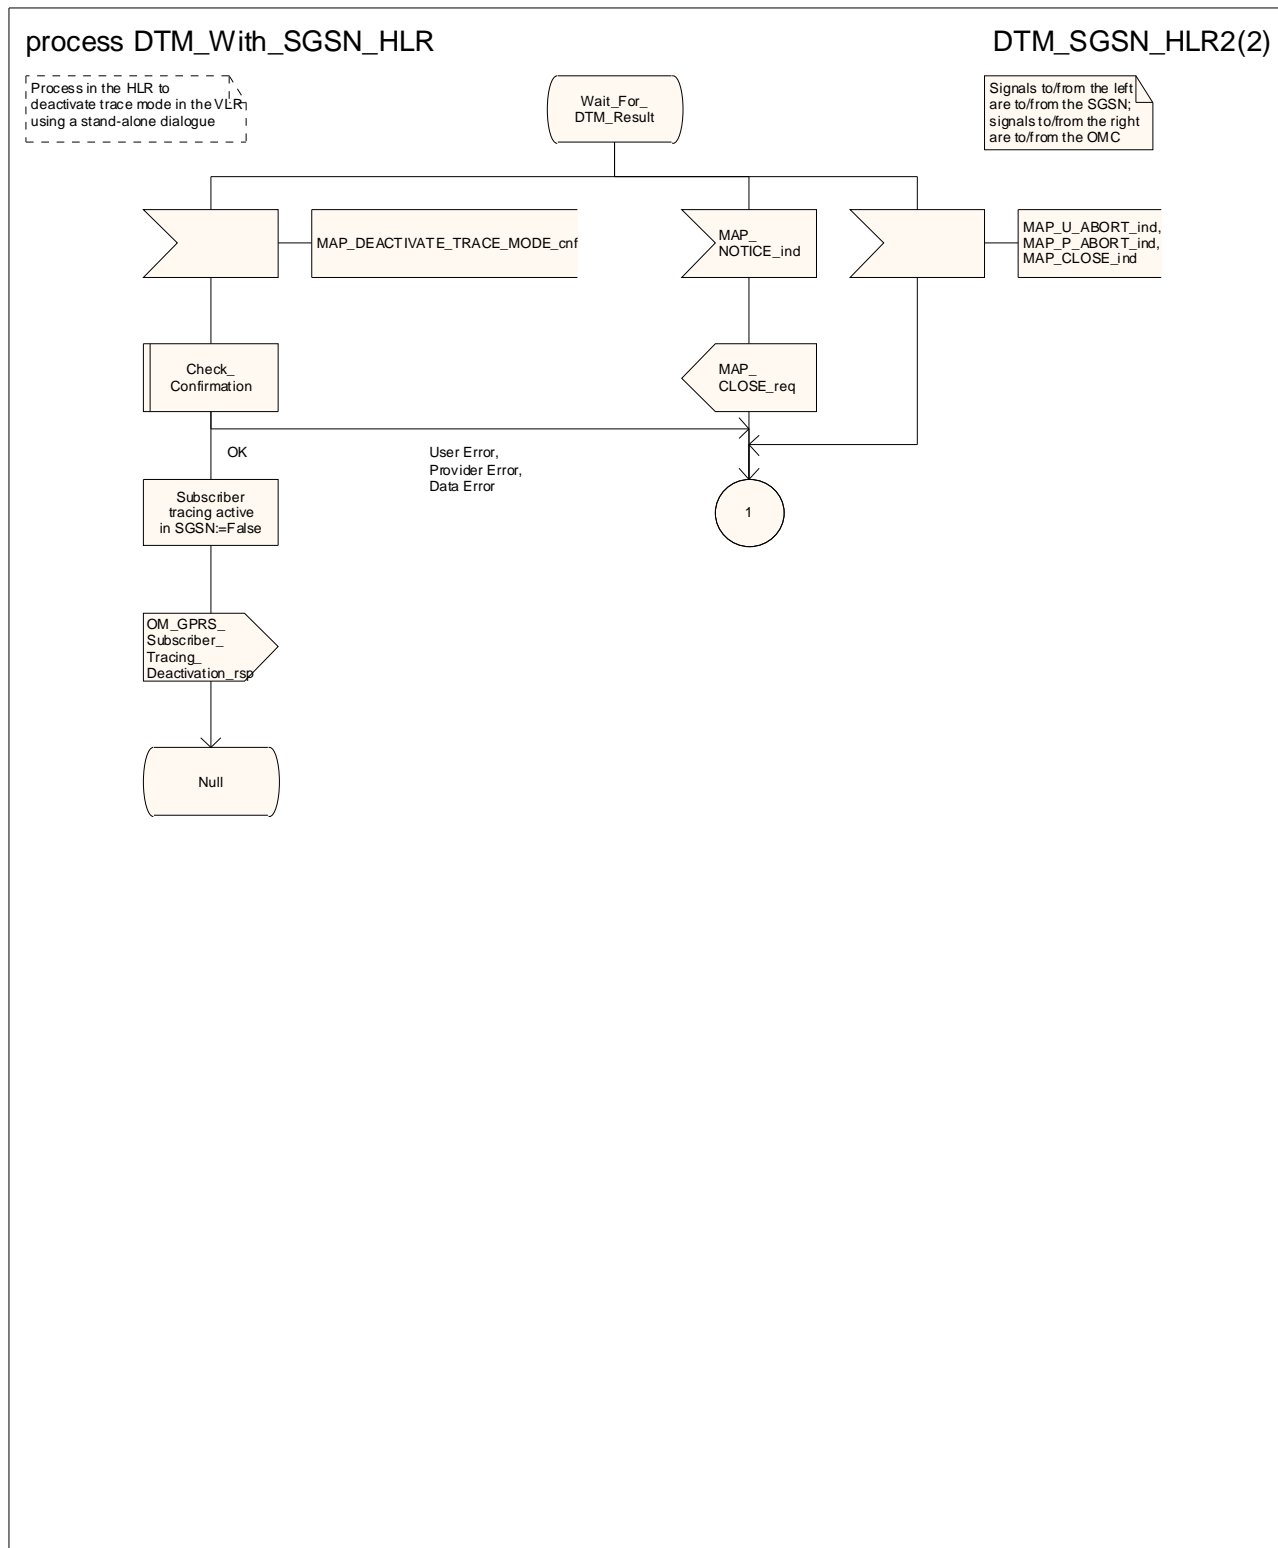 process DTM_With_SGSN_HLR
DTM_SGSN_HLR2(2)
Process in the HLR to
deactivate trace mode in the VLR
using a stand-alone dialogue
Wait_For_
DTM_Result
Signals to/from the left
are to/from the SGSN;
signals to/from the right
are to/from the OMC
MAP_DEACTIVATE_TRACE_MODE_cnf
MAP_
NOTICE_ind
MAP_U_ABORT_ind,
MAP_P_ABORT_ind,
MAP_CLOSE_ind
Check_
Confirmation
MAP_
CLOSE_req
OK
User Error,
Provider Error,
Data Error
Subscriber
tracing active
in SGSN:=False
1
OM_GPRS_
Subscriber_
Tracing_
Deactivation_rsp
Null